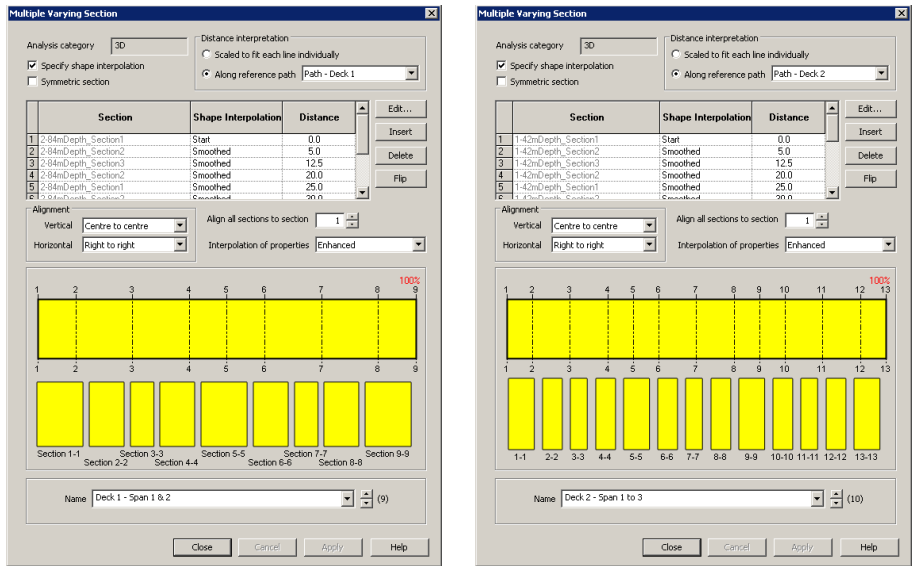 Multiple Varying Section
Analysis category 3D
Specify shape interpolation
Symmetric section
Distance interpretation
Scaled to fit each line individually
Along reference path Path - Deck 1
Section Shape Interpolation Distance
1 2-84mDepth_Section1 Start 0.0
2 2-84mDepth_Section2 Smoothed 5.0
3 2-84mDepth_Section3 Smoothed 12.5
4 2-84mDepth_Section2 Smoothed 20.0
5 2-84mDepth_Section1 Smoothed 25.0
6 2-84mDepth_Section2 Smoothed 30.0
Edit...
Insert
Delete
Flip
Alignment
Vertical Centre to centre
Horizontal Right to right
Align all sections to section 1
Interpolation of properties Enhanced
100%
1 2 3 4 5 6 7 8 9
1 2 3 4 5 6 7 8 9
Section 1-1 Section 3-3 Section 5-5 Section 7-7 Section 9-9
Section 2-2 Section 4-4 Section 6-6 Section 8-8
Name Deck 1 - Span 1 & 2 (9)
Close Cancel Apply Help
Multiple Varying Section
Analysis category 3D
Specify shape interpolation
Symmetric section
Distance interpretation
Scaled to fit each line individually
Along reference path Path - Deck 2
Section Shape Interpolation Distance
1 1-42mDepth_Section1 Start 0.0
2 1-42mDepth_Section2 Smoothed 5.0
3 1-42mDepth_Section3 Smoothed 12.5
4 1-42mDepth_Section2 Smoothed 20.0
5 1-42mDepth_Section1 Smoothed 25.0
6 1-42mDepth_Section2 Smoothed 30.0
Edit...
Insert
Delete
Flip
Alignment
Vertical Centre to centre
Horizontal Right to right
Align all sections to section 1
Interpolation of properties Enhanced
100%
1 2 3 4 5 6 7 8 9 10 11 12 13
1 2 3 4 5 6 7 8 9 10 11 12 13
1-1 2-2 3-3 4-4 5-5 6-6 7-7 8-8 9-9 10-10 11-11 12-12 13-13
Name Deck 2 - Span 1 to 3 (10)
Close Cancel Apply Help